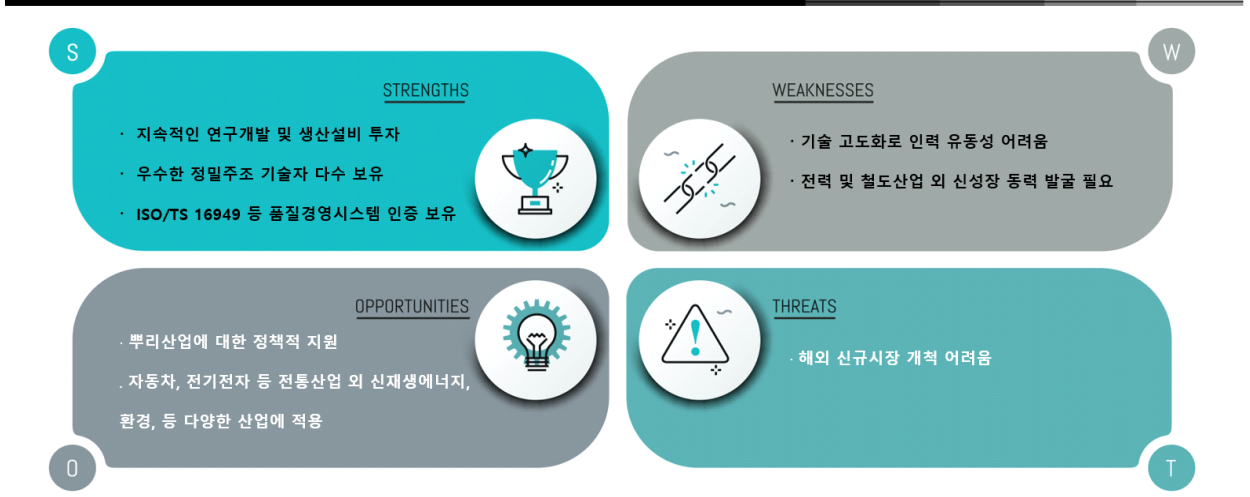 S
STRENGTHS
· 지속적인 연구개발 및 생산설비 투자
· 우수한 정밀주조 기술자 다수 보유
· ISO/TS 16949 등 품질경영시스템 인증 보유
W
WEAKNESSES
· 기술 고도화로 인력 유동성 어려움
· 전력 및 철도산업 외 신성장 동력 발굴 필요
OPPORTUNITIES
· 뿌리산업에 대한 정책적 지원
. 자동차, 전기전자 등 전통산업 외 신재생에너지,
환경, 등 다양한 산업에 적용
O
THREATS
· 해외 신규시장 개척 어려움
T